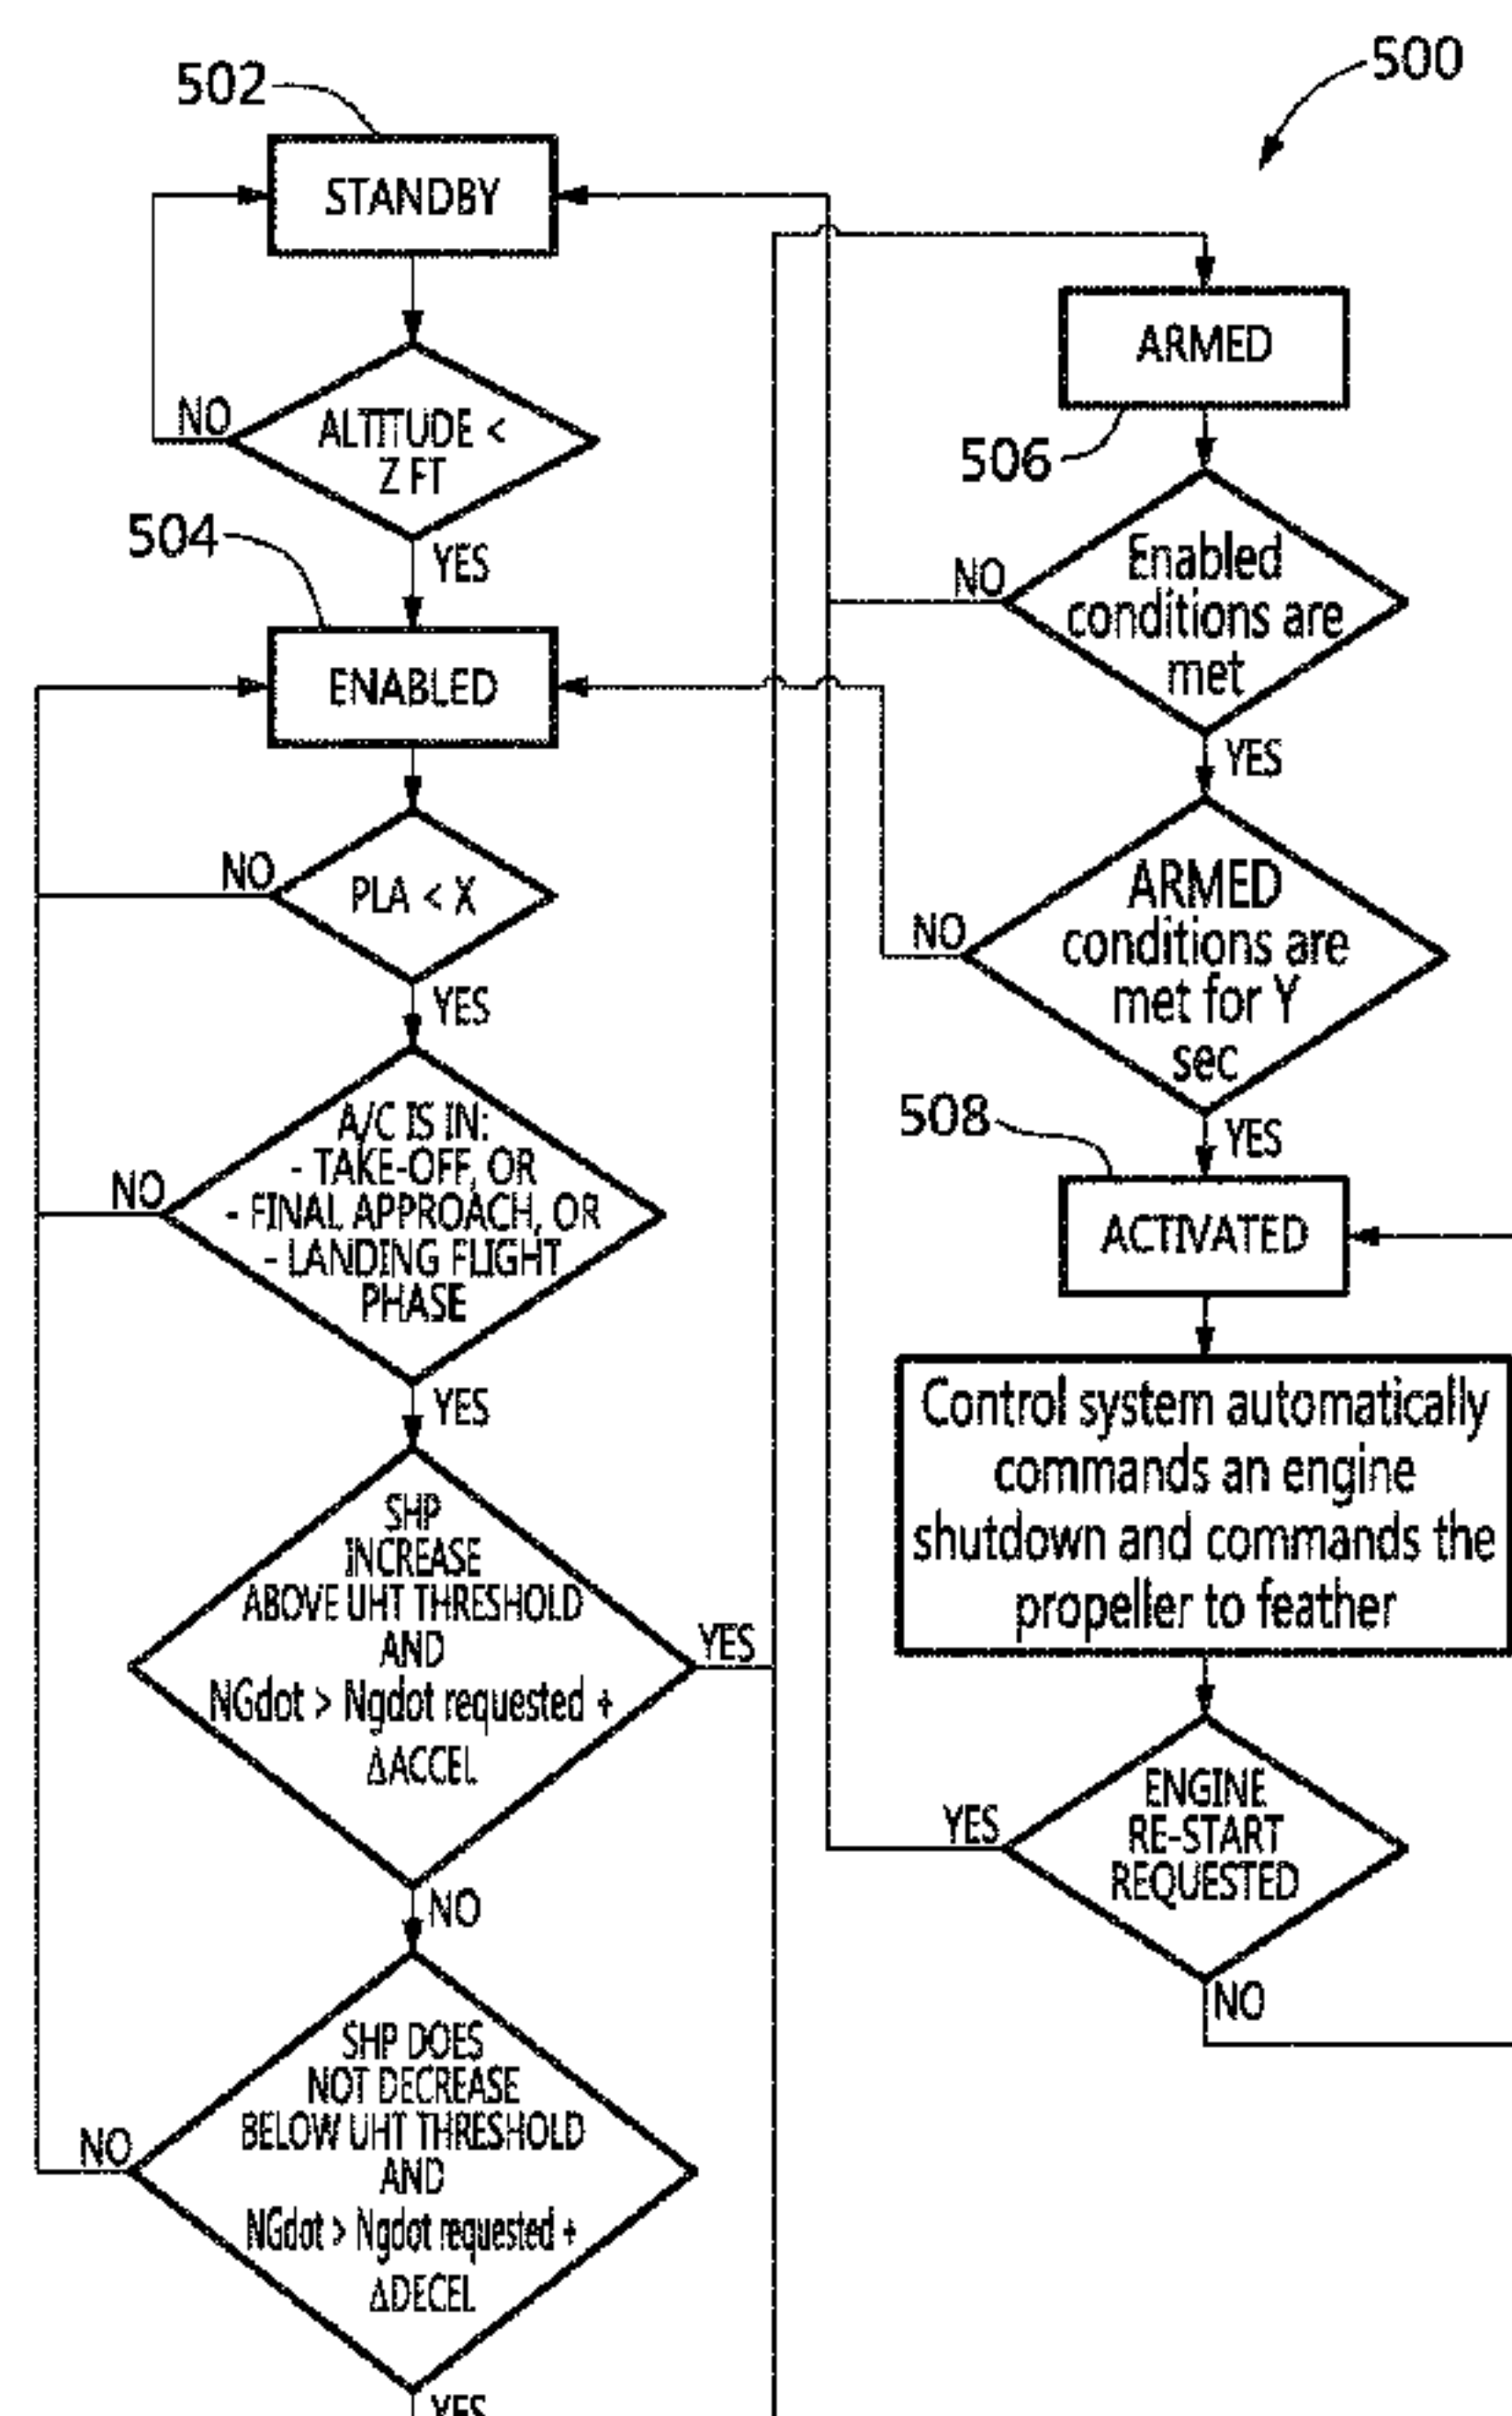 500
502
STANDBY
NO
ALTITUDE <
Z FT
YES
504
ENABLED
NO
PLA < X
YES
A/C IS IN:
- TAKE-OFF, OR
- FINAL APPROACH, OR
- LANDING FLIGHT
PHASE
NO
YES
SHP
INCREASE
ABOVE UHT THRESHOLD
AND
NGdot > Ngdot requested +
ΔACCEL
YES
NO
SHP DOES
NOT DECREASE
BELOW UHT THRESHOLD
AND
NGdot > Ngdot requested +
ΔDECEL
NO
YES
ARMED
506
Enabled
conditions are
met
NO
YES
ARMED
conditions are
met for Y
sec
NO
YES
508
ACTIVATED
Control system automatically
commands an engine
shutdown and commands the
propeller to feather
ENGINE
RE-START
REQUESTED
YES
NO